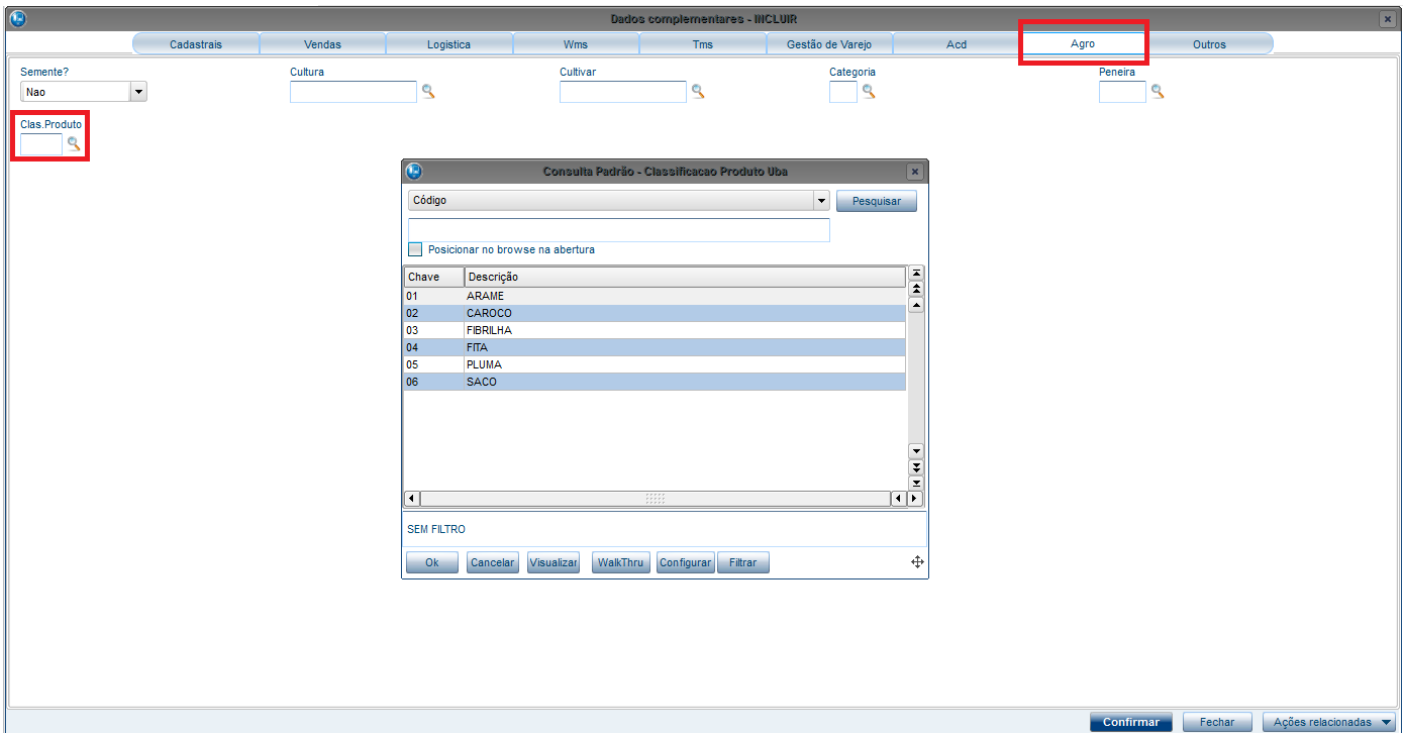 Dados complementares - INCLUIR
Cadastrais Vendas Logistica Wms Tms Gestão de Varejo Acd Agro Outros
Semente? Cultura Cultivar Categoria Peneira
Nao
Clas.Produto
Consulta Padrão - Classificacao Produto Uba
Código Pesquisar
Posicionar no browse na abertura
Chave Descrição
01 ARAME
02 CAROCO
03 FIBRILHA
04 FITA
05 PLUMA
06 SACO
SEM FILTRO
Ok Cancelar Visualizar WalkThru Configurar Filtrar
Confirmar Fechar Ações relacionadas